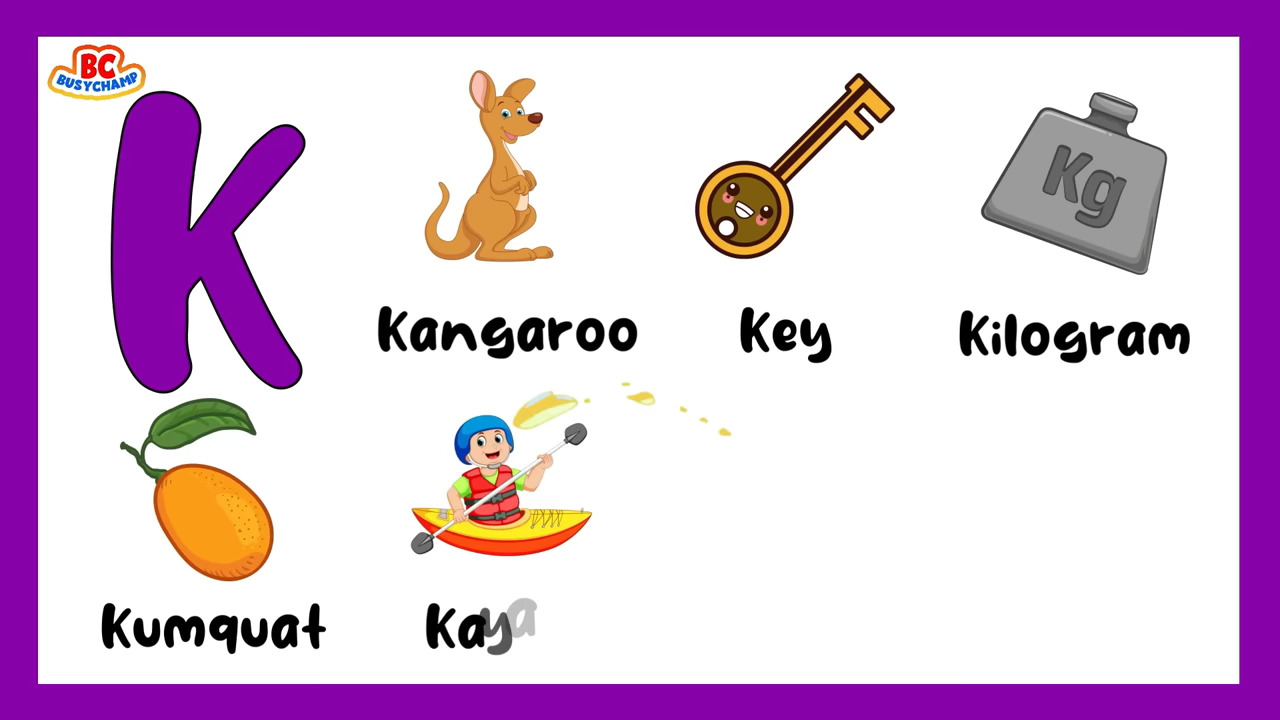 BC
BUSYCHAMP
K
Kg
Kangaroo
Key
Kilogram
Kumquat
Kaya